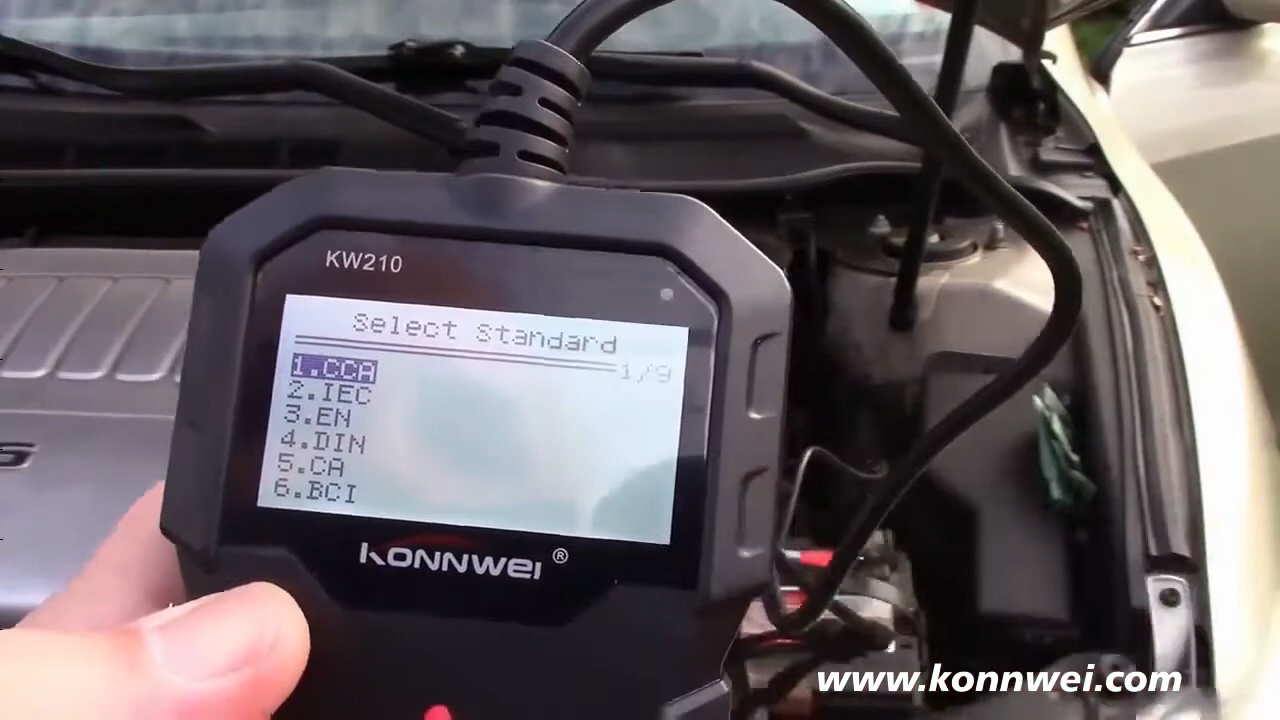 KW210
Select Standard
1/9
1.CCA
2.IEC
3.EN
4.DIN
5.CA
6.BCI
KONNWEI®
S
www.konnwei.com